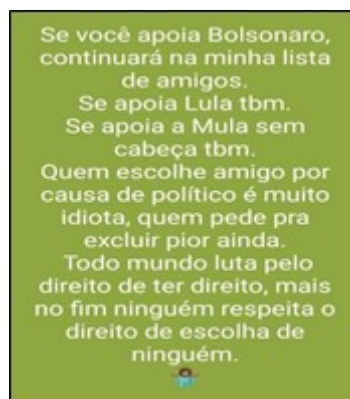 Se você apoia Bolsonaro,
continuará na minha lista
de amigos.
Se apoia Lula tbm.
Se apoia a Mula sem
cabeça tbm.
Quem escolhe amigo por
causa de político é muito
idiota, quem pede pra
excluir pior ainda.
Todo mundo luta pelo
direito de ter direito, mais
no fim ninguém respeita o
direito de escolha de
ninguém.